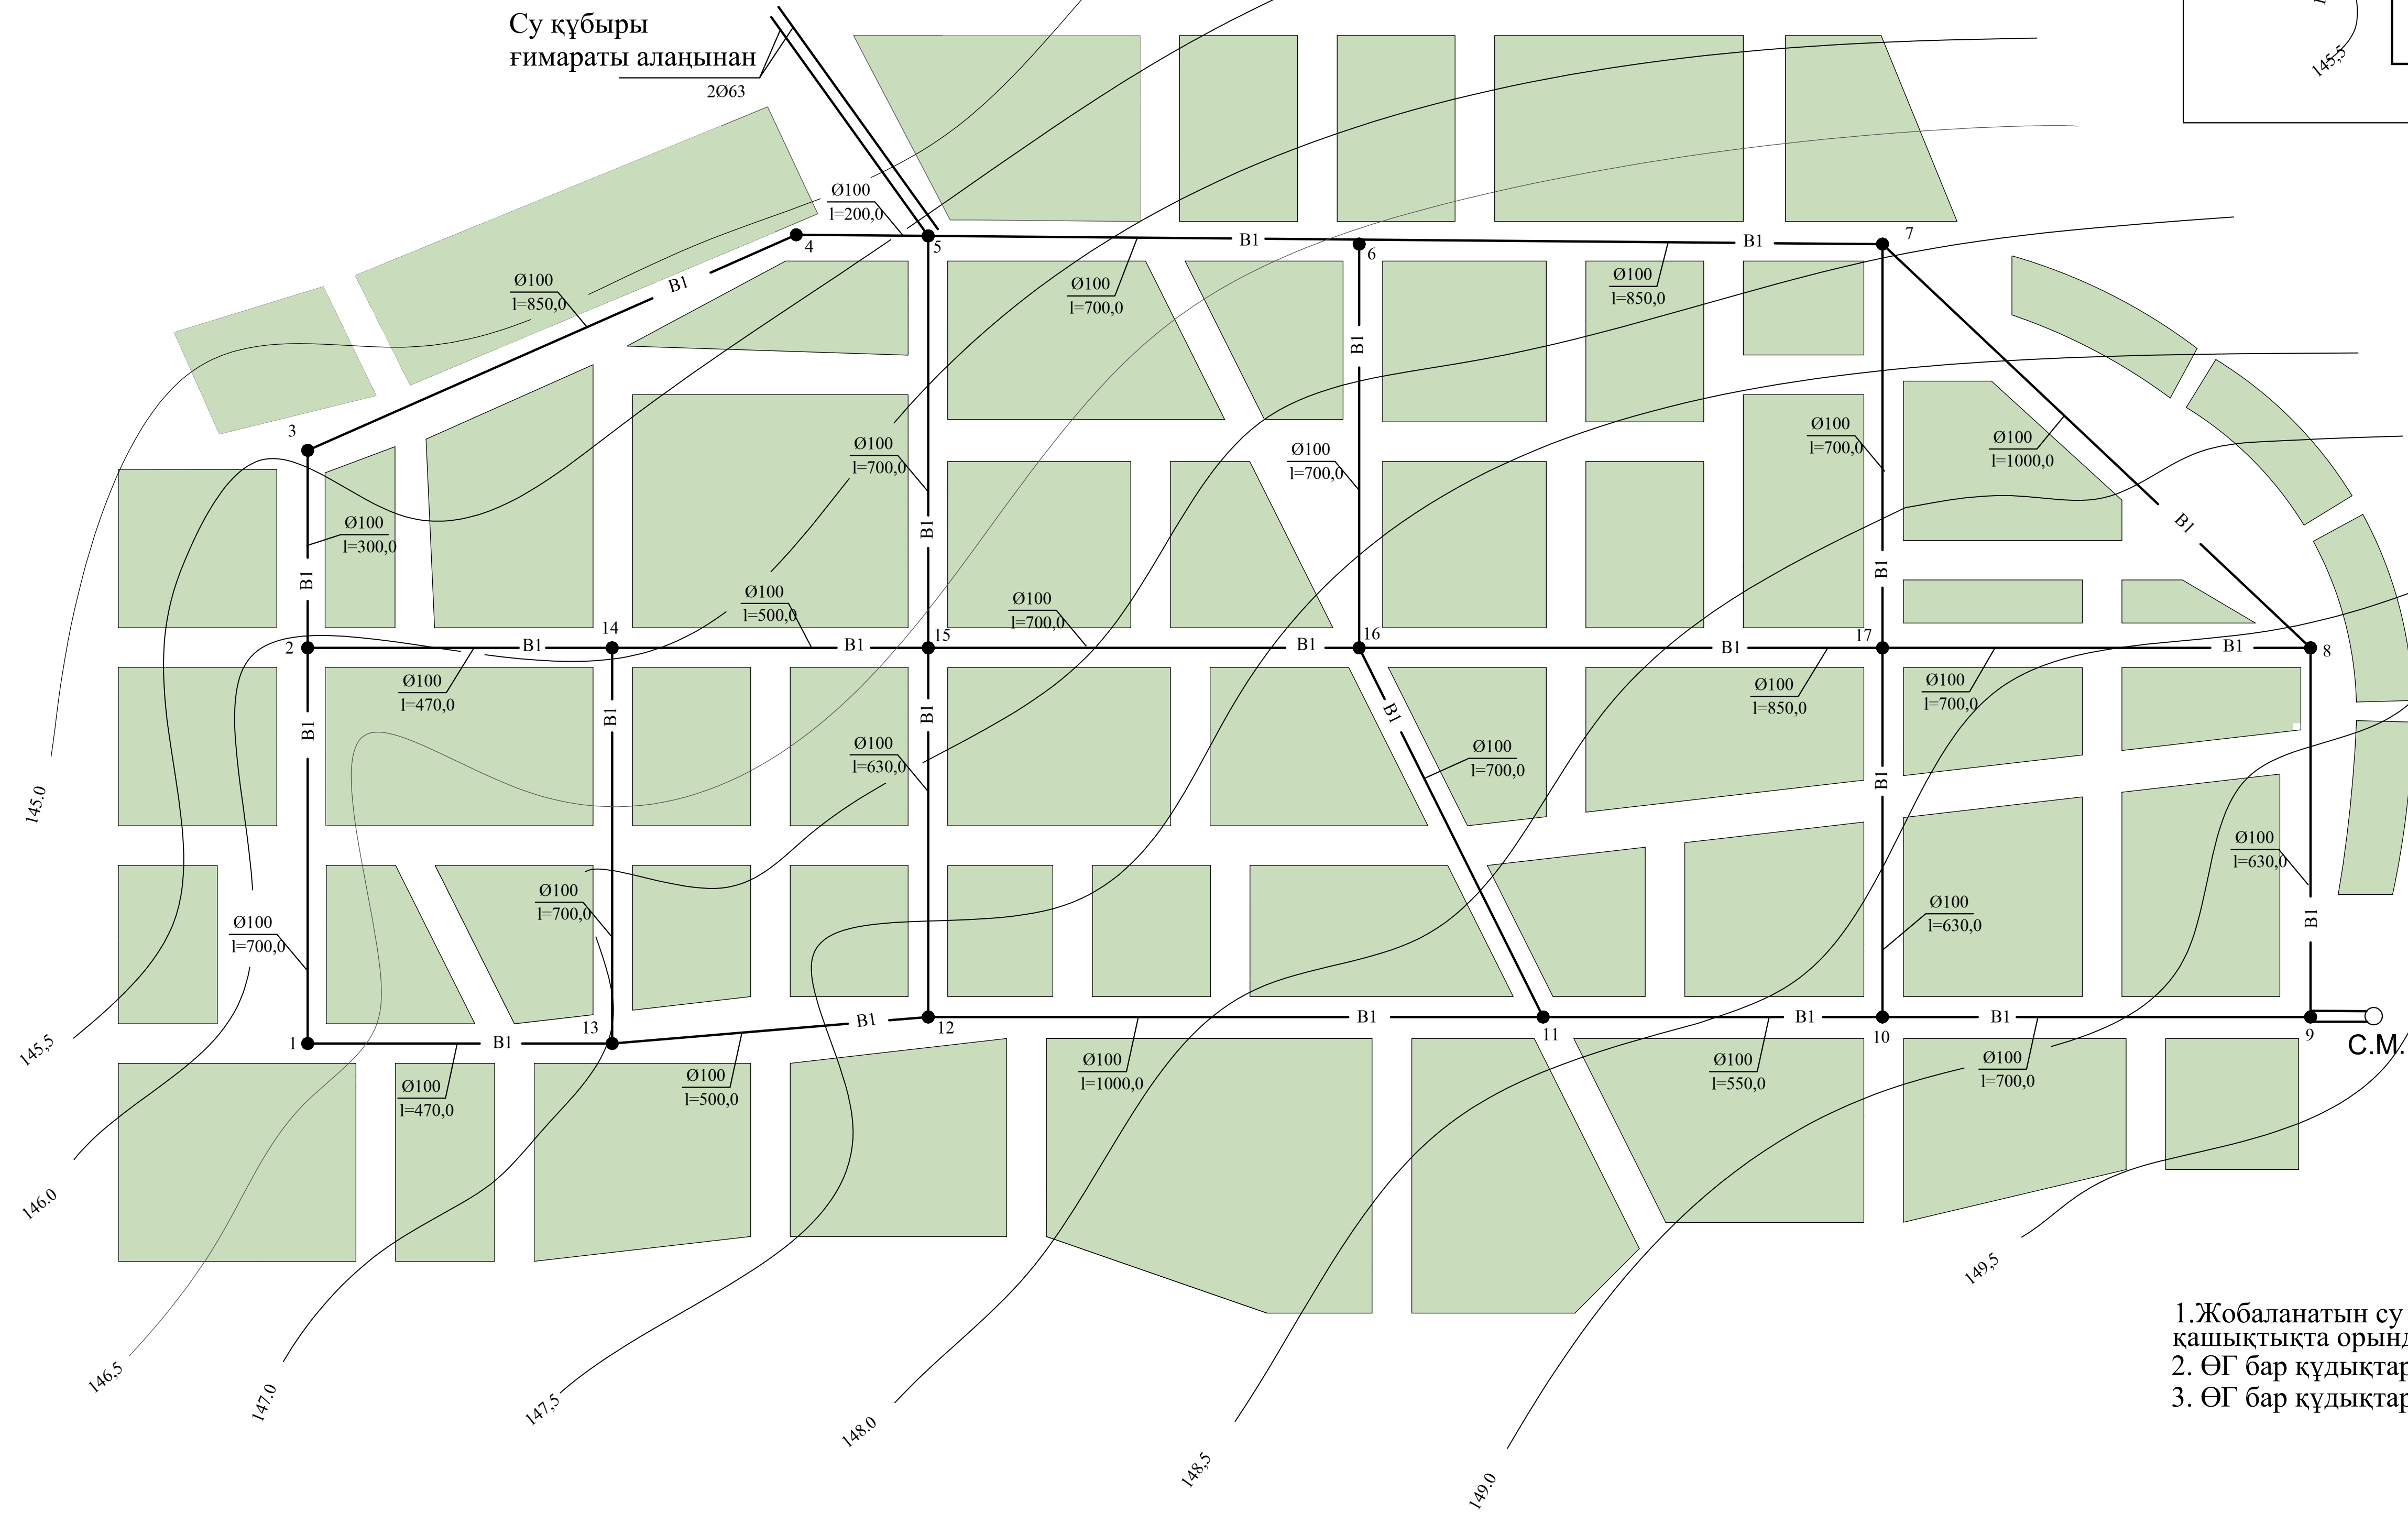 Су құбыры
ғимараты алаңынан
2Ø63
145,5
Ø100
l=200,0
4
5
B1
6
B1
7
Ø100
l=850,0
B1
Ø100
l=700,0
Ø100
l=850,0
B1
3
Ø100
l=700,0
Ø100
l=700,0
Ø100
l=700,0
Ø100
l=1000,0
Ø100
l=300,0
B1
B1
B1
B1
Ø100
l=500,0
Ø100
l=700,0
2
B1
14
B1
15
B1
16
B1
17
B1
8
Ø100
l=470,0
B1
B1
B1
B1
Ø100
l=850,0
Ø100
l=700,0
Ø100
l=630,0
Ø100
l=700,0
B1
145.0
Ø100
l=630,0
Ø100
l=700,0
Ø100
l=700,0
Ø100
l=630,0
B1
1
B1
13
B1
12
B1
11
B1
10
B1
9
С.М.
145,5
Ø100
l=470,0
Ø100
l=500,0
Ø100
l=1000,0
Ø100
l=550,0
Ø100
l=700,0
146.0
149,5
146,5
147.0
147,5
148.0
148,5
149.0
1.Жобаланатын су
қашықтықта
2. ӨГ бар
3. ӨГ бар